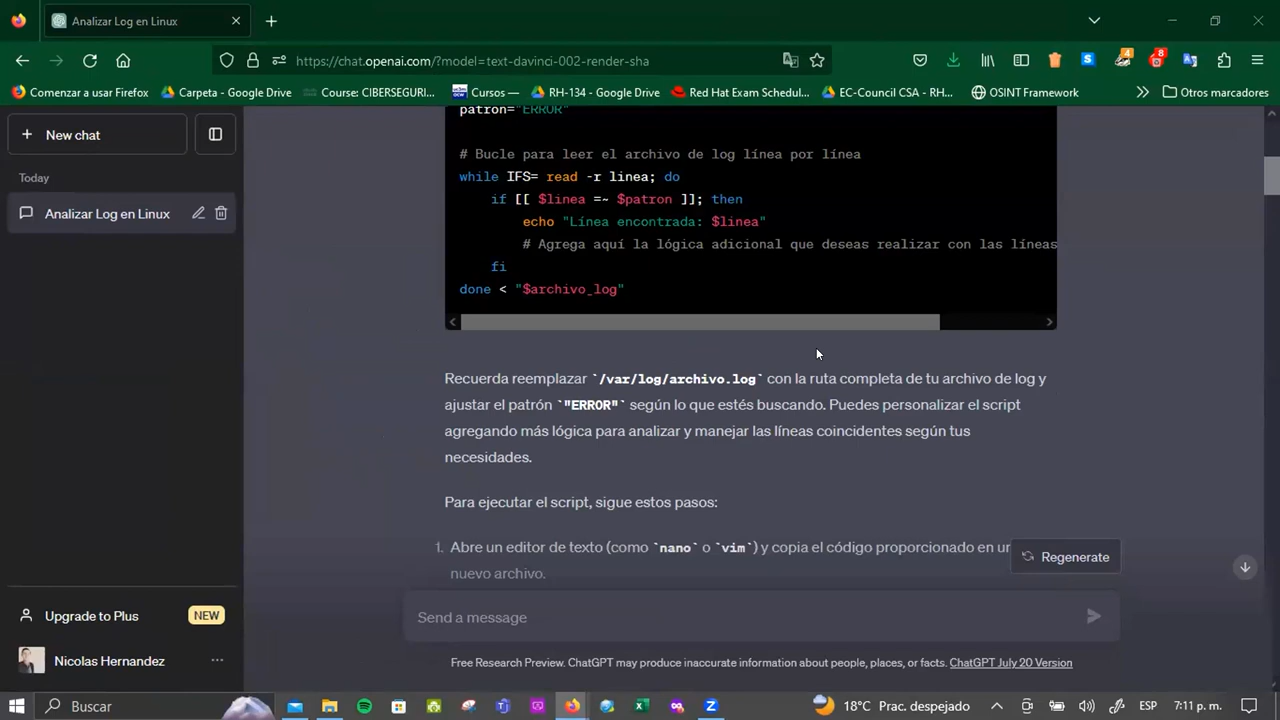 Analizar Log en Linux
https://chat.openai.com/?model=text-davinci-002-render-sha
4
8
Comenzar a usar Firefox
Carpeta - Google Drive
Course: CIBERSEGURI...
Cursos —
RH-134 - Google Drive
Red Hat Exam Schedul...
EC-Council CSA - RH...
OSINT Framework
Otros marcadores
New chat
Today
Analizar Log en Linux
patron="ERROR"
# Bucle para leer el archivo de log línea por línea
while IFS= read -r linea; do
if [[ $linea =~ $patron ]]; then
echo "Línea encontrada: $linea"
# Agrega aquí la lógica adicional que deseas realizar con las líneas
fi
done < "$archivo_log"
Recuerda reemplazar `/var/log/archivo.log` con la ruta completa de tu archivo de log y
ajustar el patrón `"ERROR"` según lo que estés buscando. Puedes personalizar el script
agregando más lógica para analizar y manejar las líneas coincidentes según tus
necesidades.
Para ejecutar el script, sigue estos pasos:
1. Abre un editor de texto (como `nano` o `vim`) y copia el código proporcionado en un
nuevo archivo.
Regenerate
Upgrade to Plus
NEW
Nicolas Hernandez
Send a message
Free Research Preview. ChatGPT may produce inaccurate information about people, places, or facts. ChatGPT July 20 Version
Buscar
18°C Prac. despejado
ESP
7:11 p. m.